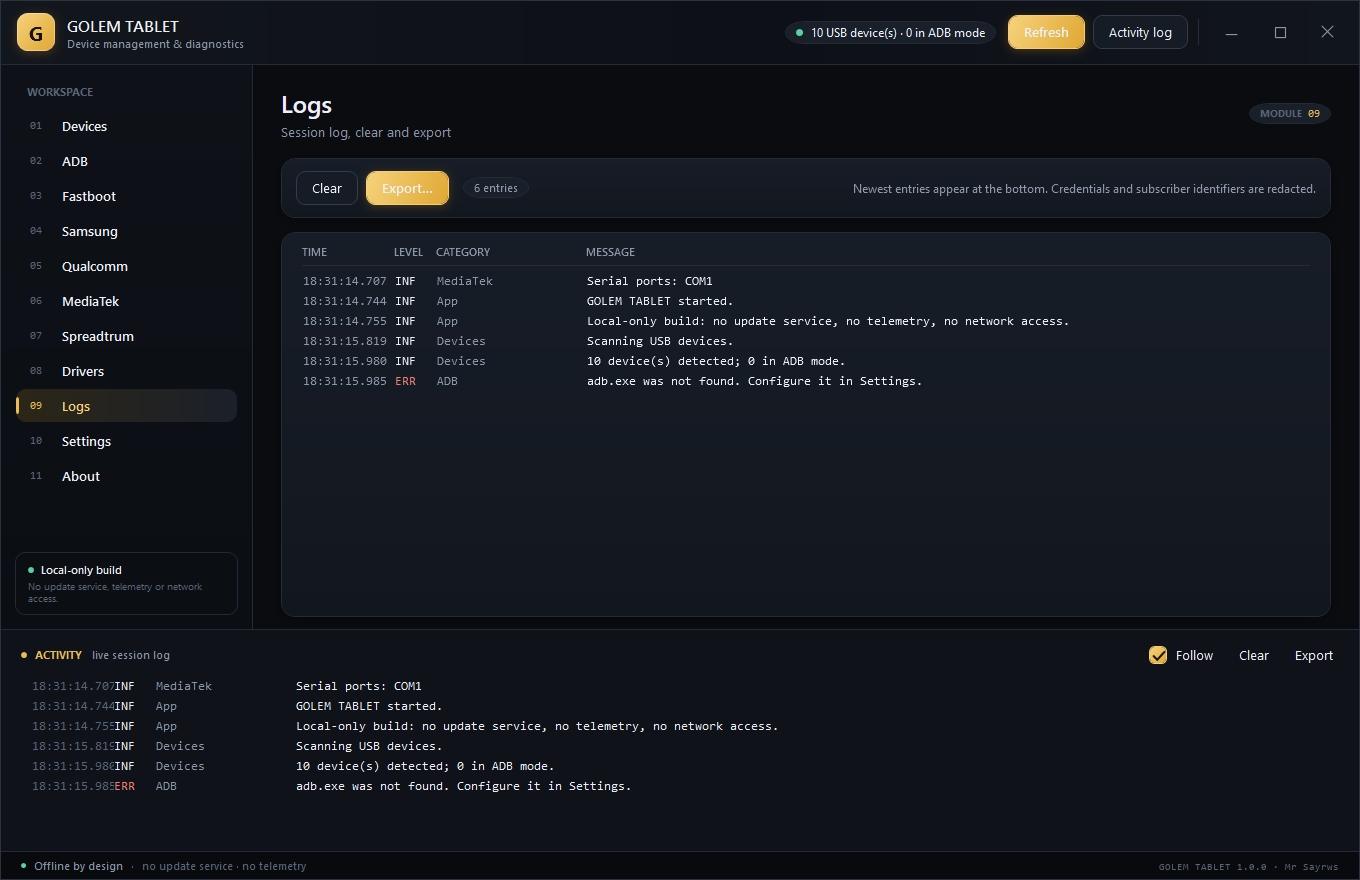 G
GOLEM TABLET
Device management & diagnostics
10 USB device(s) · 0 in ADB mode
Refresh
Activity log
WORKSPACE
01 Devices
02 ADB
03 Fastboot
04 Samsung
05 Qualcomm
06 MediaTek
07 Spreadtrum
08 Drivers
09 Logs
10 Settings
11 About
Local-only build
No update service, telemetry or network
access.
Logs
Session log, clear and export
MODULE 09
Clear
Export...
6 entries
Newest entries appear at the bottom. Credentials and subscriber identifiers are redacted.
TIME LEVEL CATEGORY MESSAGE
18:31:14.707 INF MediaTek Serial ports: COM1
18:31:14.744 INF App GOLEM TABLET started.
18:31:14.755 INF App Local-only build: no update service, no telemetry, no network access.
18:31:15.819 INF Devices Scanning USB devices.
18:31:15.980 INF Devices 10 device(s) detected; 0 in ADB mode.
18:31:15.985 ERR ADB adb.exe was not found. Configure it in Settings.
ACTIVITY live session log
Follow
Clear
Export
18:31:14.707 INF MediaTek Serial ports: COM1
18:31:14.744 INF App GOLEM TABLET started.
18:31:14.755 INF App Local-only build: no update service, no telemetry, no network access.
18:31:15.819 INF Devices Scanning USB devices.
18:31:15.980 INF Devices 10 device(s) detected; 0 in ADB mode.
18:31:15.985 ERR ADB adb.exe was not found. Configure it in Settings.
Offline by design · no update service · no telemetry
GOLEM TABLET 1.0.0 · Mr Sayrws